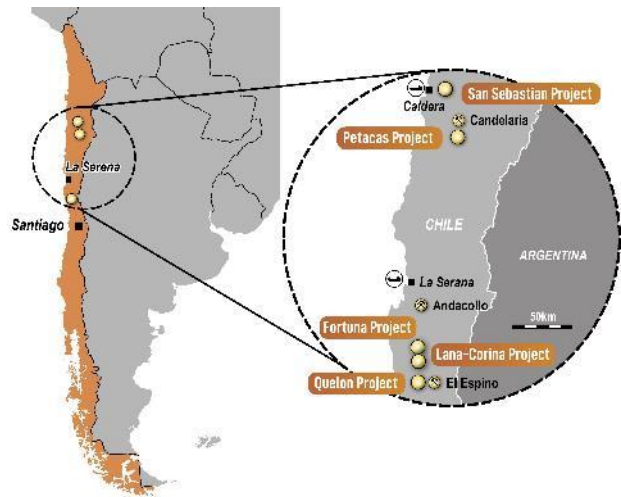 La Serena
Santiago
San Sebastian Project
Caldera
Candelaria
Petacas Project
CHILE
ARGENTINA
La Serana
Andacollo
50km
Fortuna Project
Lana-Corina Project
Quelon Project
El Espino